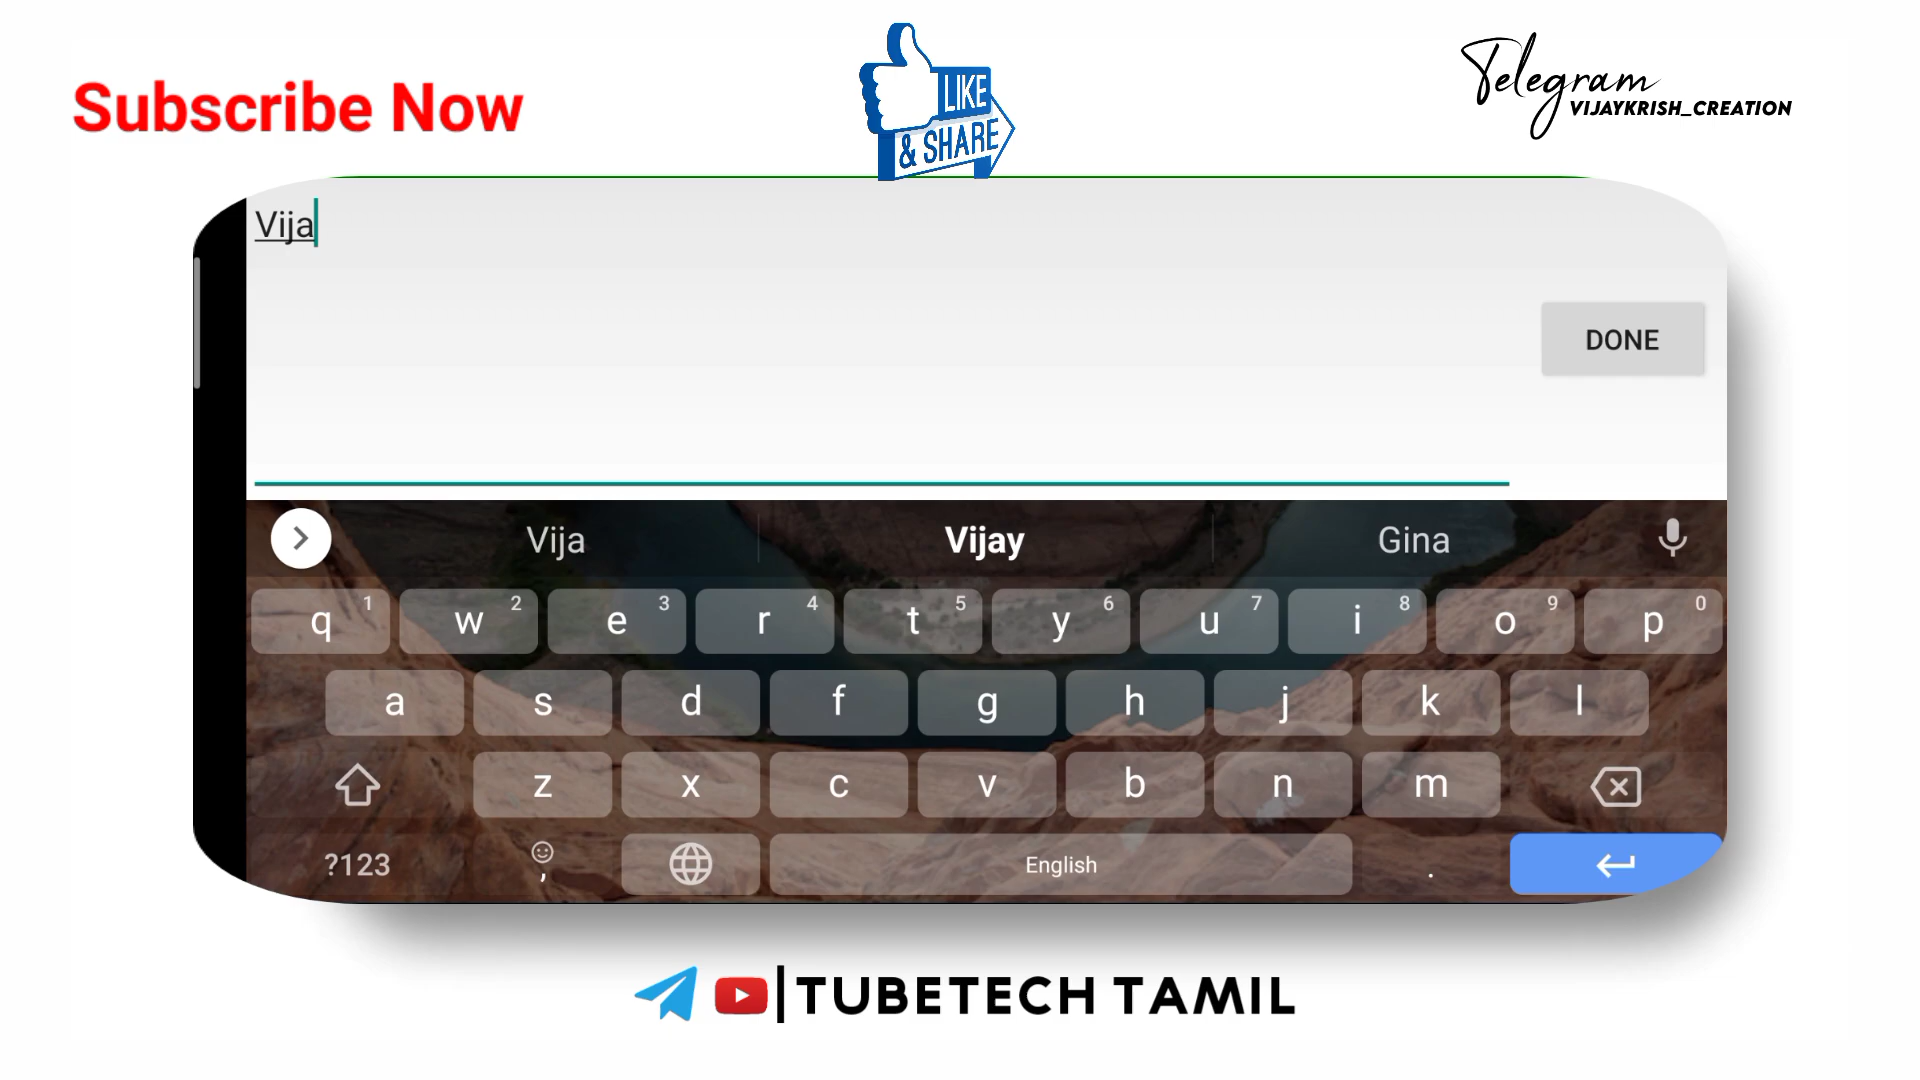 Subscribe Now
LIKE
& SHARE
Telegram
VIJAYKRISH_CREATION
Vija
DONE
Vija Vijay Gina
q 1 w 2 e 3 r 4 t 5 y 6 u 7 i 8 o 9 p 0
a s d f g h j k l
z x c v b n m
?123 , English .
TUBETECH TAMIL